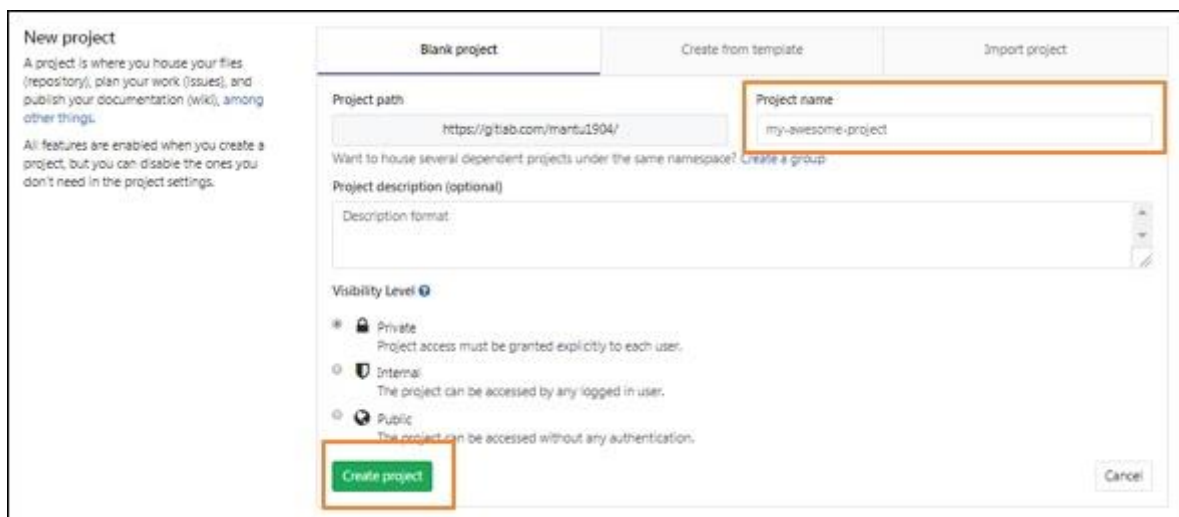 New project
A project is where you house your files
(repository), plan your work (issues), and
publish your documentation (wiki), among
other things.
All features are enabled when you create a
project, but you can disable the ones you
don't need in the project settings.
Blank project
Create from template
Import project
Project path
Project name
https://gitlab.com/mantu1904/
my-awesome-project
Want to house several dependent projects under the same namespace? Create a group
Project description (optional)
Description format
Visibility Level
Private
Project access must be granted explicitly to each user.
Internal
The project can be accessed by any logged in user.
Public
The project can be accessed without any authentication.
Create project
Cancel